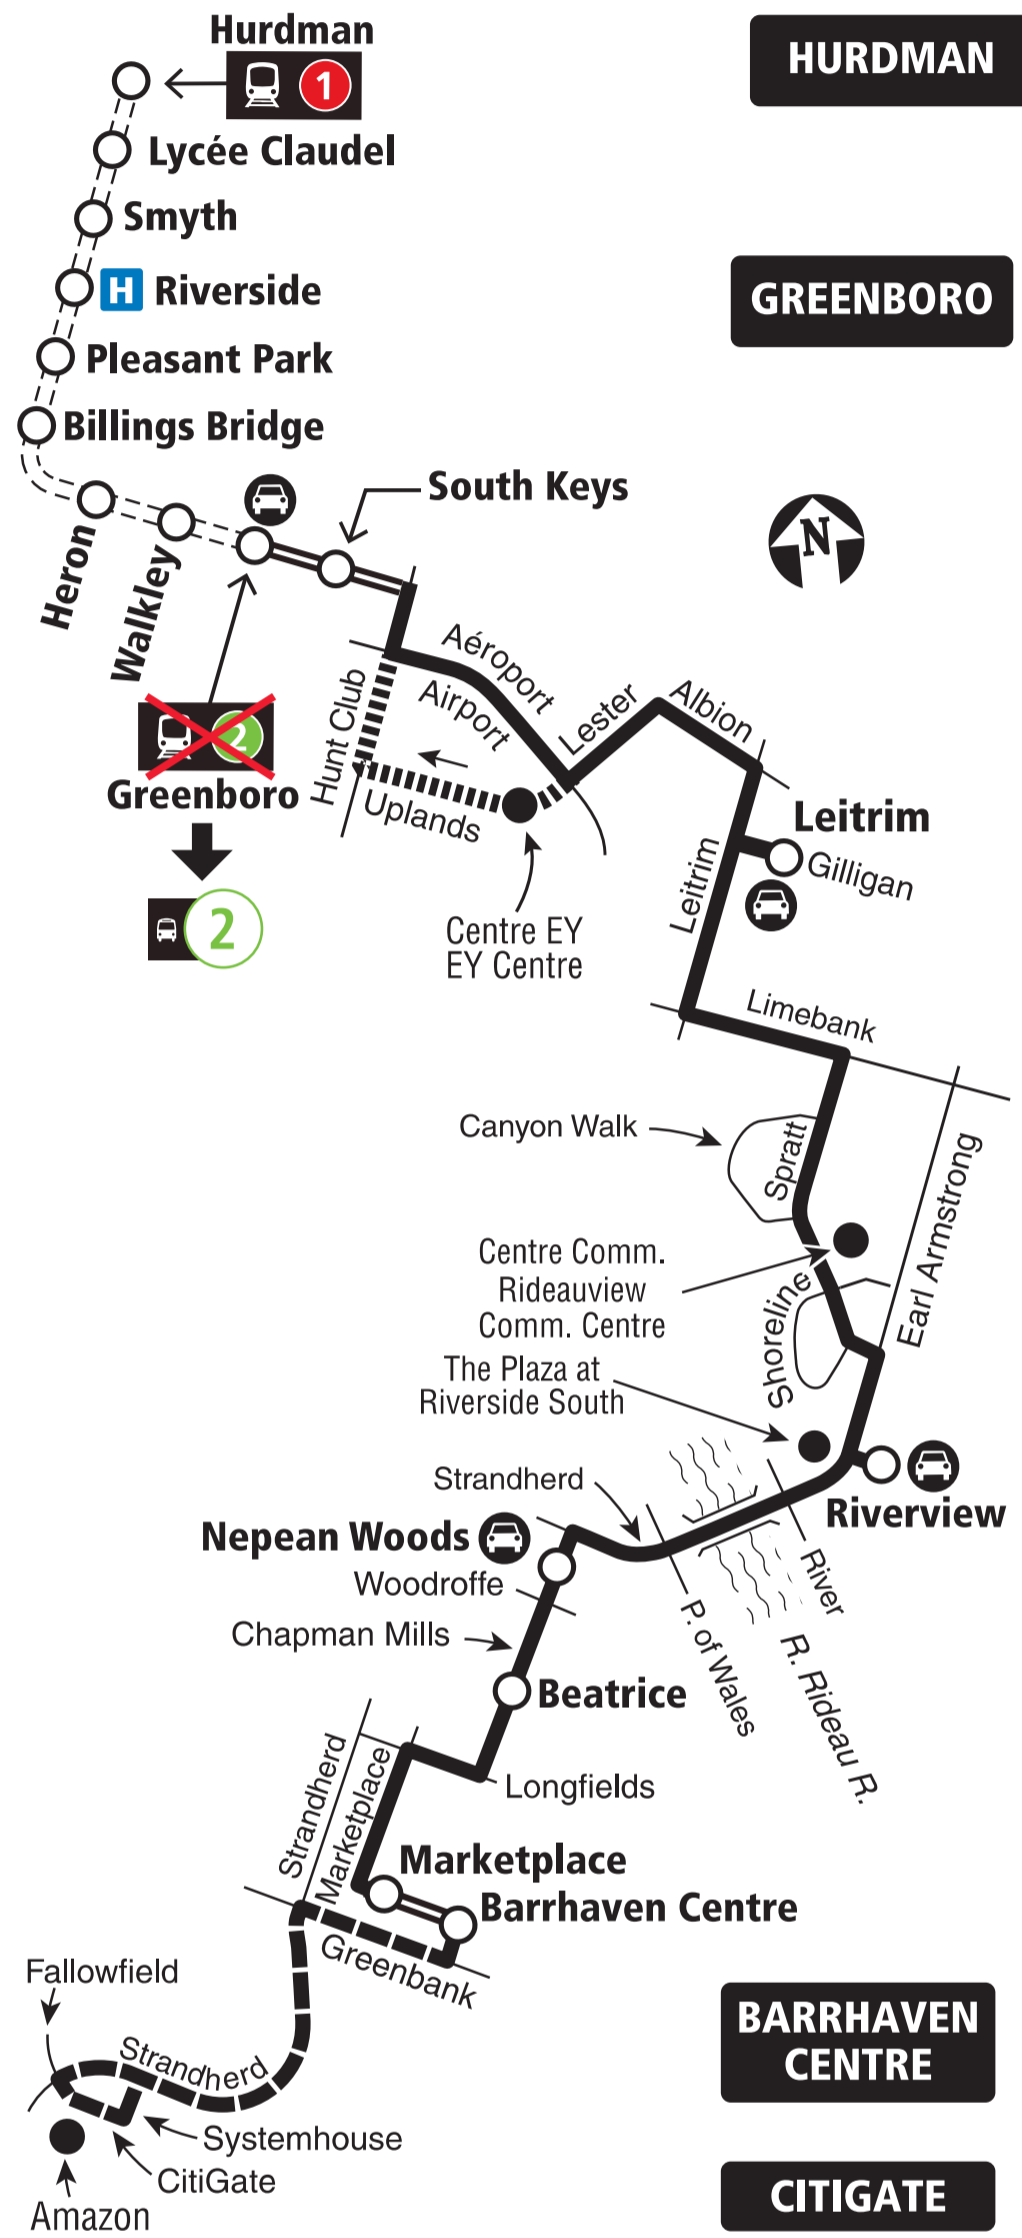 Hurdman
1
HURDMAN
Lycée Claudel
Smyth
H Riverside
GREENBORO
Pleasant Park
Billings Bridge
South Keys
N
Heron
Walkley
Aéroport
Airport
Lester
Albion
Hunt Club
2
Greenboro
Uplands
Leitrim
Gilligan
Leitrim
2
Centre EY
EY Centre
Limebank
Canyon Walk
Spratt
Earl Armstrong
Centre Comm.
Rideauview
Comm. Centre
Shoreline
The Plaza at
Riverside South
Strandherd
Riverview
Nepean Woods
Woodroffe
River
Chapman Mills
P. of Wales
R. Rideau R.
Beatrice
Strandherd
Marketplace
Longfields
Marketplace
Barrhaven Centre
Greenbank
Fallowfield
BARRHAVEN
CENTRE
Strandherd
Systemhouse
CitiGate
CITIGATE
Amazon